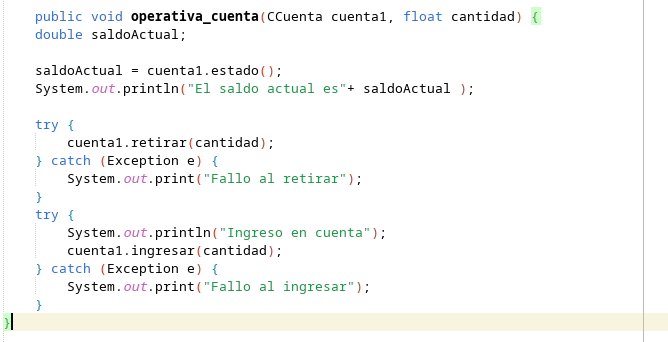 public void operativa_cuenta(CCuenta cuenta1, float cantidad) {
double saldoActual;
saldoActual = cuenta1.estado();
System.out.println("El saldo actual es"+ saldoActual );
try {
cuenta1.retirar(cantidad);
} catch (Exception e) {
System.out.print("Fallo al retirar");
}
try {
System.out.println("Ingreso en cuenta");
cuenta1.ingresar(cantidad);
} catch (Exception e) {
System.out.print("Fallo al ingresar");
}
}